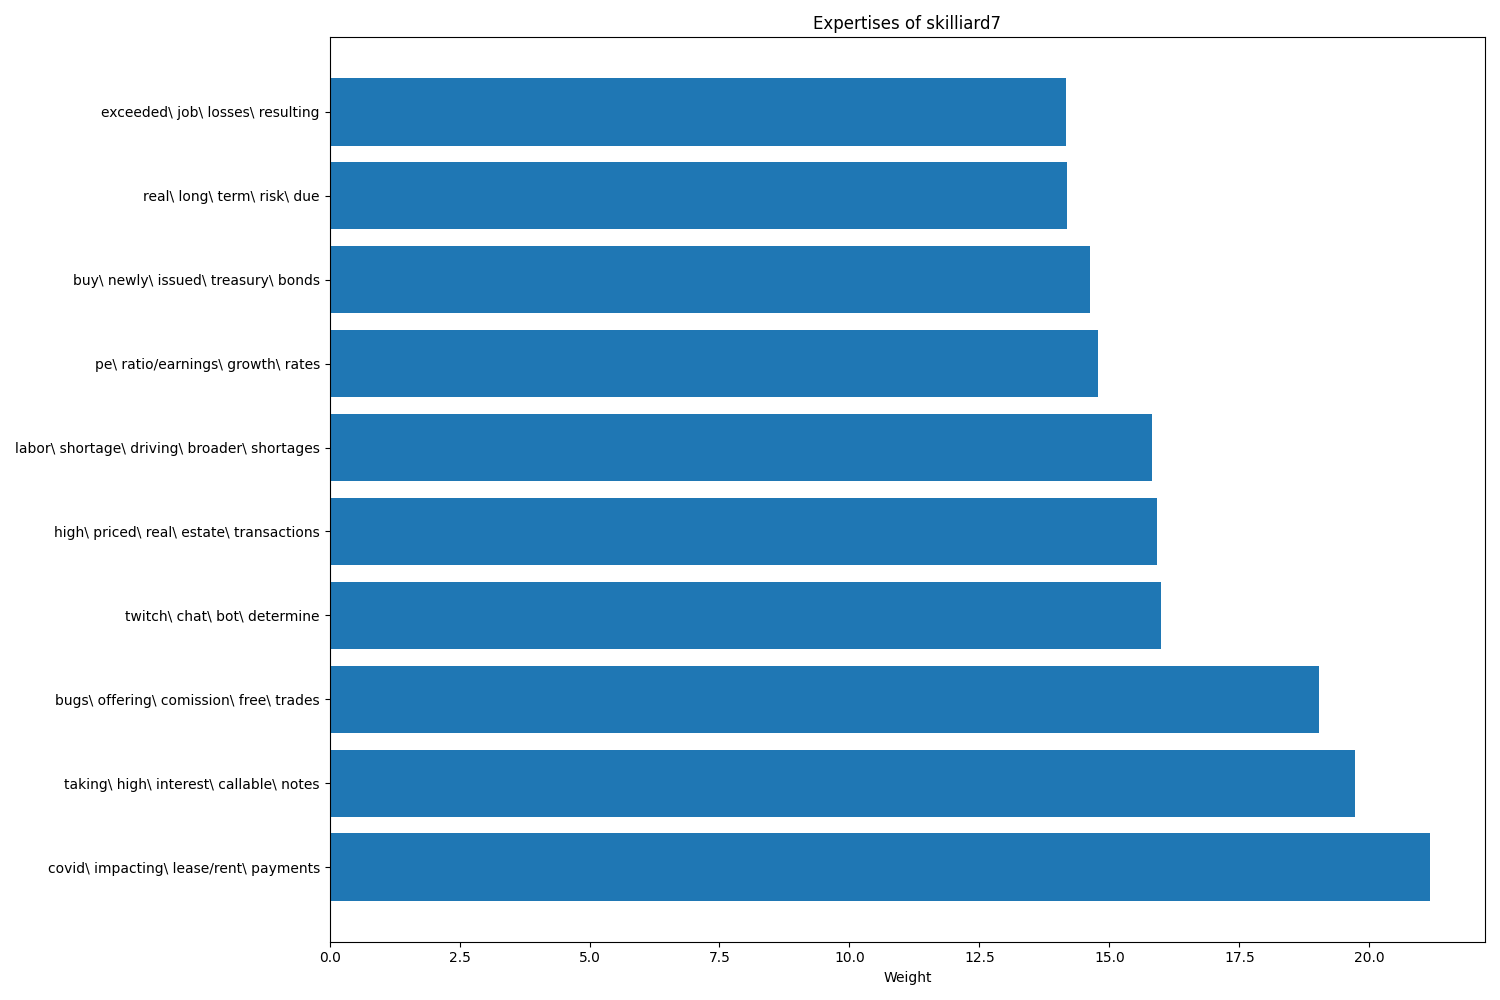 Expertises of skilliard7
exceeded\ job\ losses\ resulting
real\ long\ term\ risk\ due
buy\ newly\ issued\ treasury\ bonds
pe\ ratio/earnings\ growth\ rates
labor\ shortage\ driving\ broader\ shortages
high\ priced\ real\ estate\ transactions
twitch\ chat\ bot\ determine
bugs\ offering\ comission\ free\ trades
taking\ high\ interest\ callable\ notes
covid\ impacting\ lease/rent\ payments
0.0 2.5 5.0 7.5 10.0 12.5 15.0 17.5 20.0
Weight